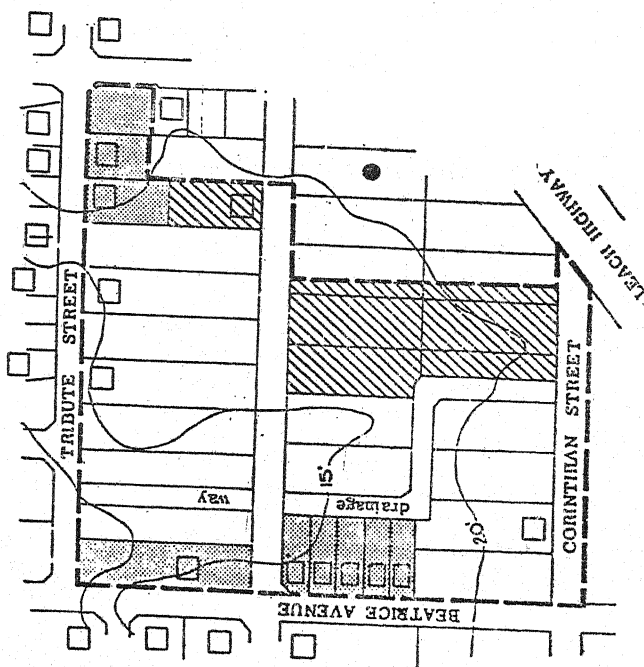 TRIBUTE STREET
LEACH HIGHWAY
CORINTHIAN STREET
BEATRICE AVENUE
drainage
way
15'
20'